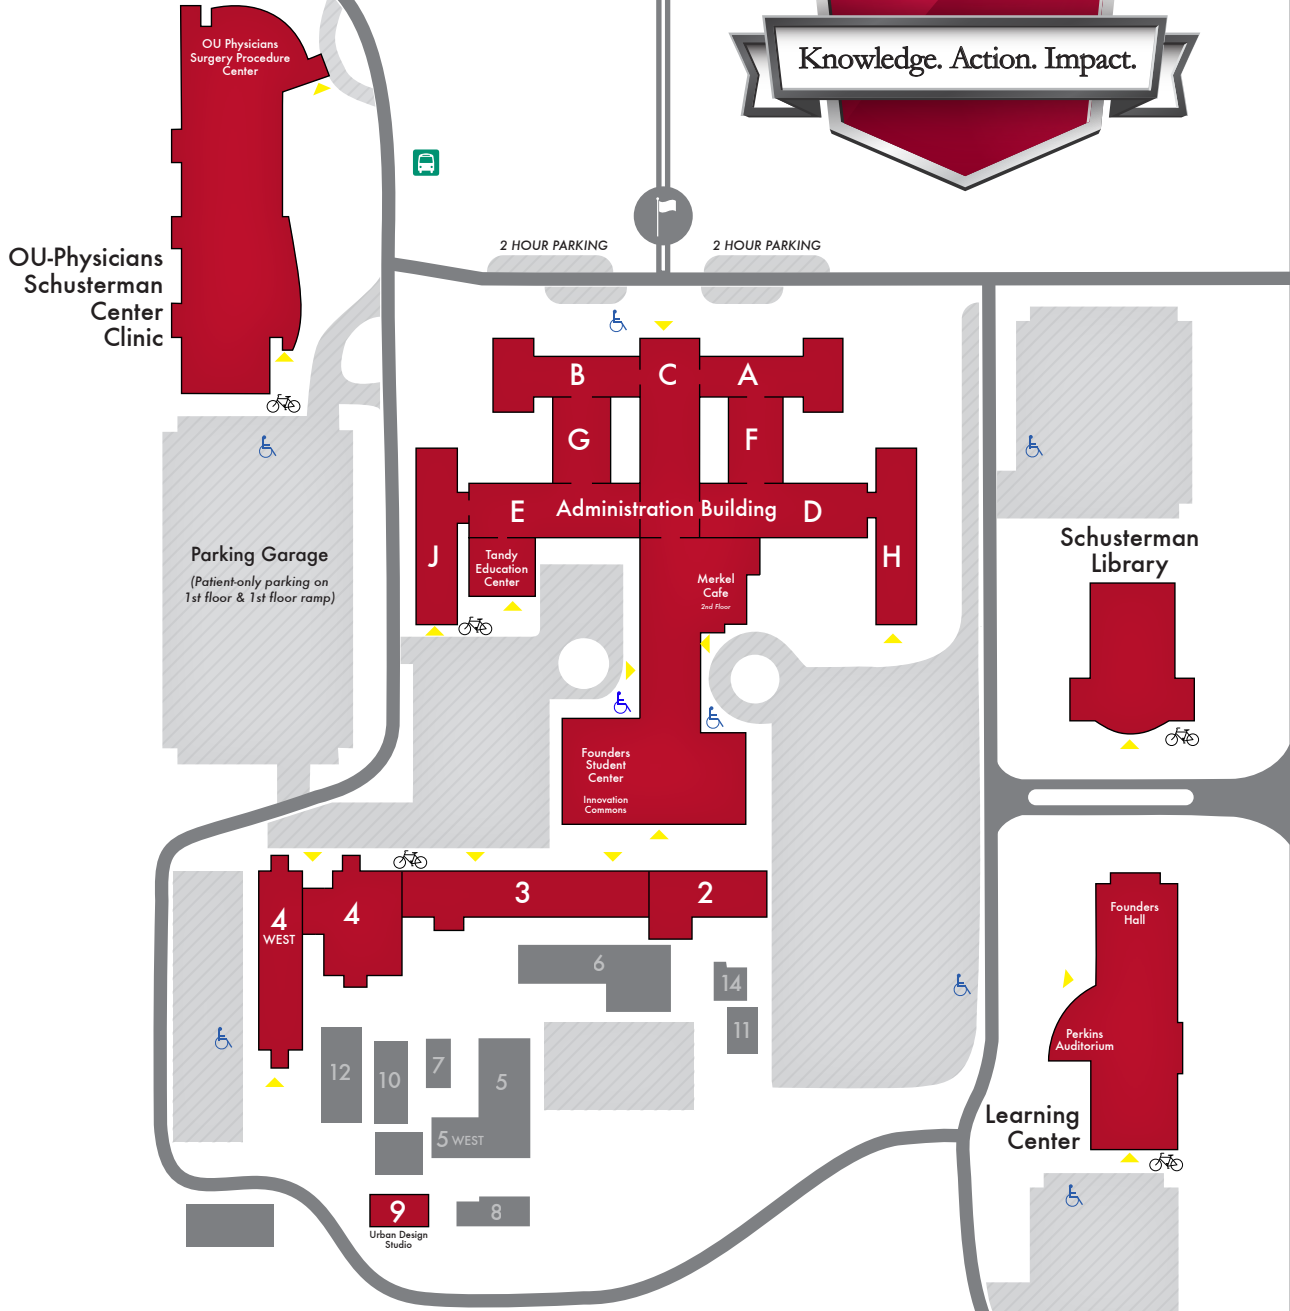 Knowledge. Action. Impact.
OU Physicians
Surgery Procedure
Center
OU-Physicians
Schusterman
Center
Clinic
2 HOUR PARKING
2 HOUR PARKING
B
C
A
G
F
E
Administration Building
D
J
H
Tandy
Education
Center
Merkel
Cafe
2nd Floor
Parking Garage
(Patient-only parking on
1st floor & 1st floor ramp)
Schusterman
Library
Founders
Student
Center
Innovation
Commons
4
WEST
4
3
2
6
14
11
12
10
7
5
5 WEST
9
Urban Design
Studio
8
Founders
Hall
Perkins
Auditorium
Learning
Center